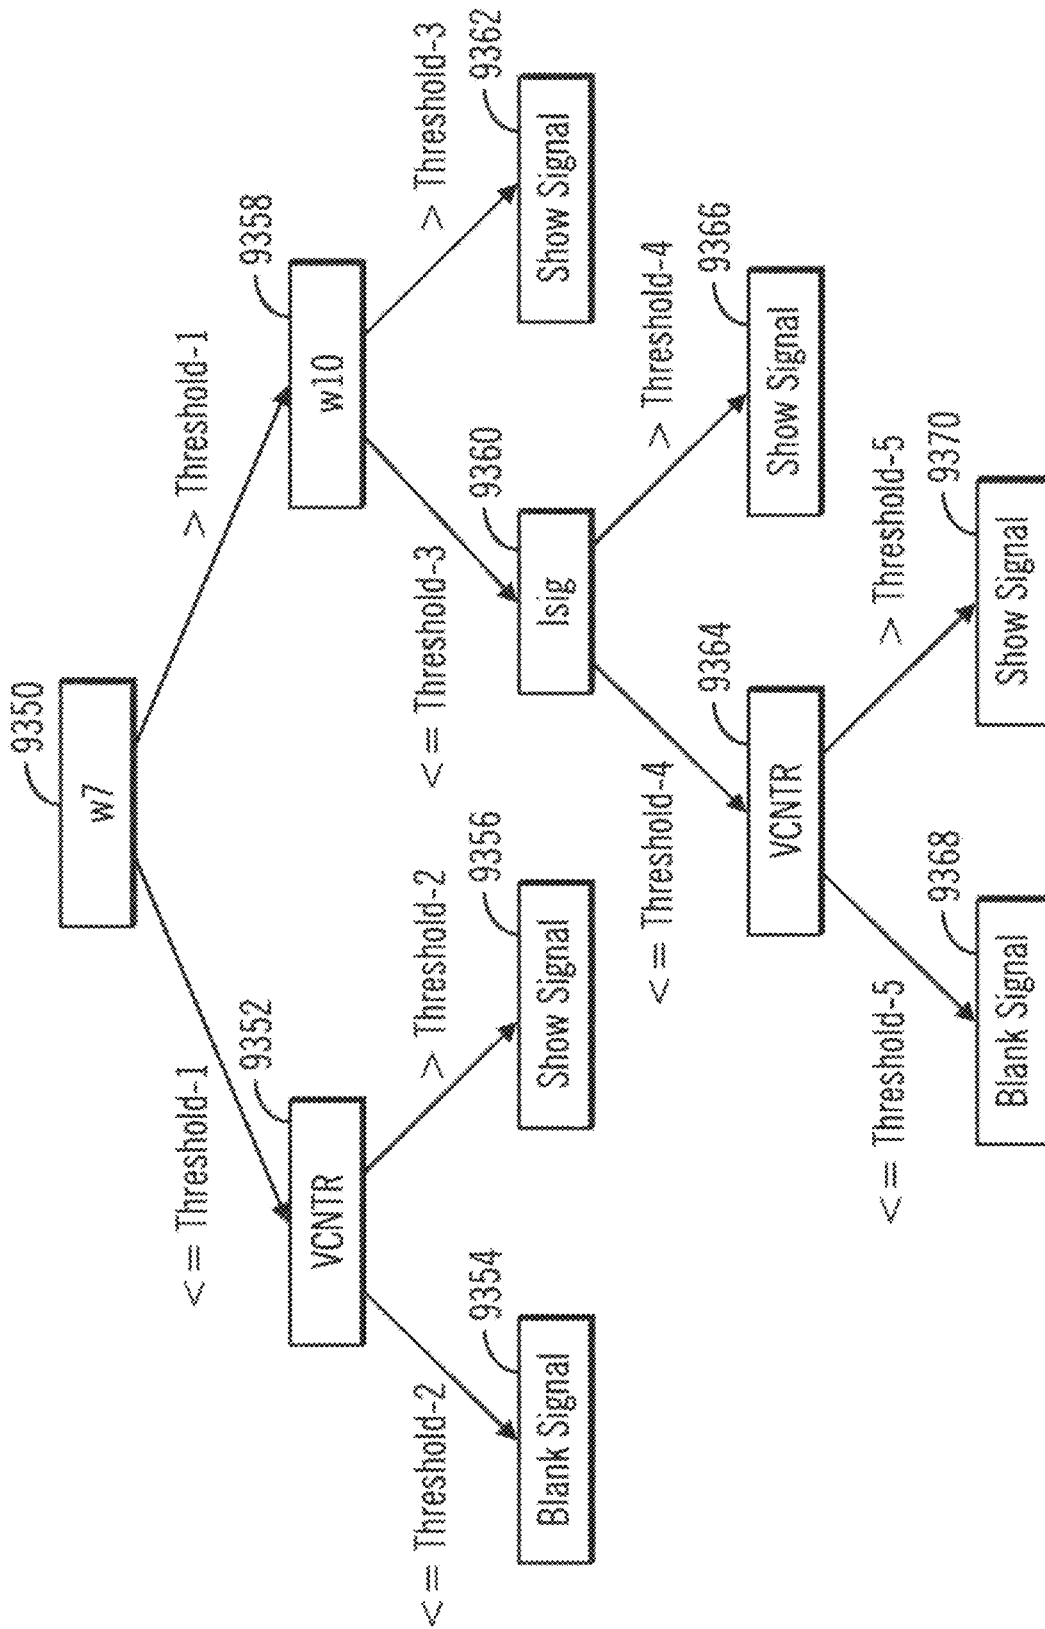 9350
w7
<= Threshold-1
> Threshold-1
9352
VCNTR
9358
w10
<= Threshold-2
> Threshold-2
<= Threshold-3
> Threshold-3
9354
Blank Signal
9356
Show Signal
9360
Isig
9362
Show Signal
<= Threshold-4
> Threshold-4
9364
VCNTR
9366
Show Signal
<= Threshold-5
> Threshold-5
9368
Blank Signal
9370
Show Signal